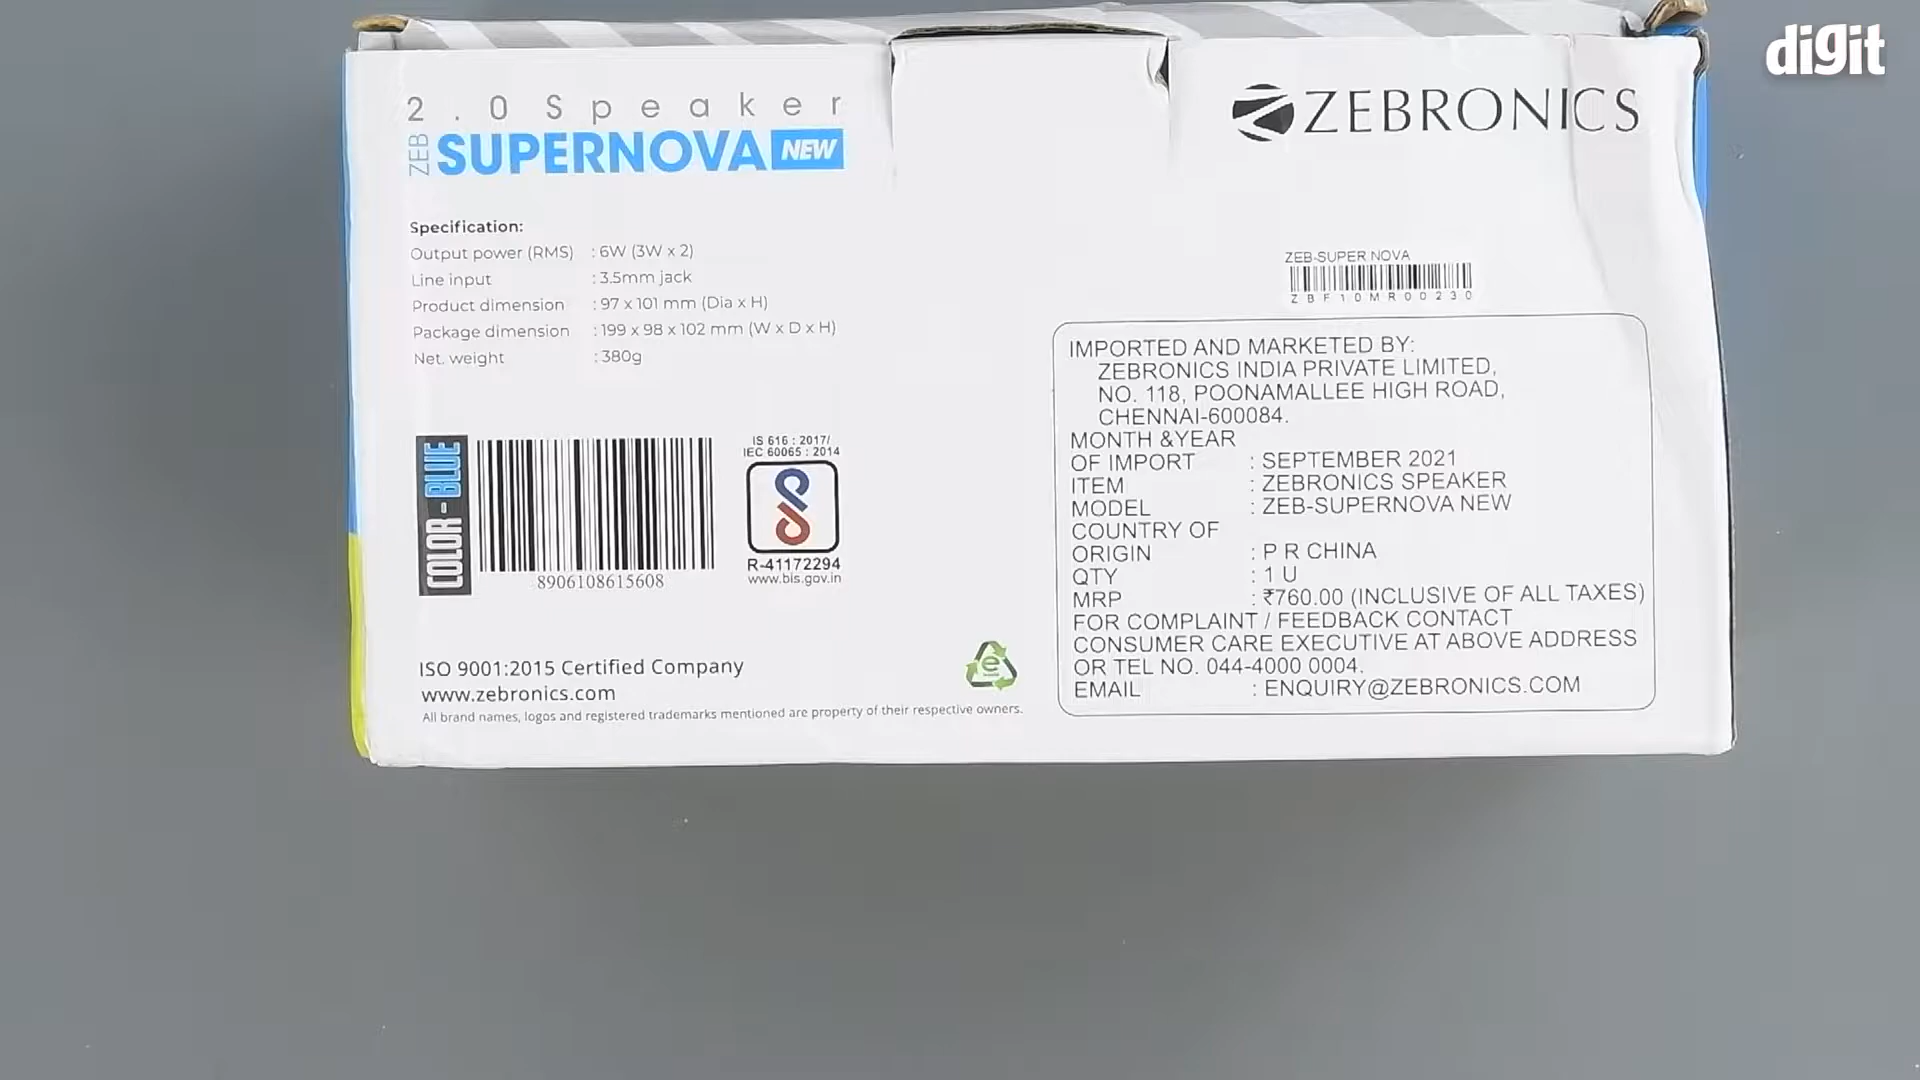 digit
2.0 Speaker
ZEB SUPERNOVA NEW
ZEBRONICS
Specification:
Output power (RMS) : 6W (3W x 2)
Line input : 3.5mm jack
Product dimension : 97 x 101 mm (Dia x H)
Package dimension : 199 x 98 x 102 mm (W x D x H)
Net. weight : 380g
COLOR - BLUE
8906108615608
IS 616 : 2017/
IEC 60065 : 2014
R-41172294
www.bis.gov.in
ISO 9001:2015 Certified Company
www.zebronics.com
All brand names, logos and registered trademarks mentioned are property of their respective owners.
e
ZEB-SUPER NOVA
ZBF10MR00230
IMPORTED AND MARKETED BY:
ZEBRONICS INDIA PRIVATE LIMITED,
NO. 118, POONAMALLEE HIGH ROAD,
CHENNAI-600084.
MONTH &YEAR
OF IMPORT : SEPTEMBER 2021
ITEM : ZEBRONICS SPEAKER
MODEL : ZEB-SUPERNOVA NEW
COUNTRY OF
ORIGIN : P R CHINA
QTY : 1 U
MRP : ₹760.00 (INCLUSIVE OF ALL TAXES)
FOR COMPLAINT / FEEDBACK CONTACT
CONSUMER CARE EXECUTIVE AT ABOVE ADDRESS
OR TEL NO. 044-4000 0004.
EMAIL : ENQUIRY@ZEBRONICS.COM